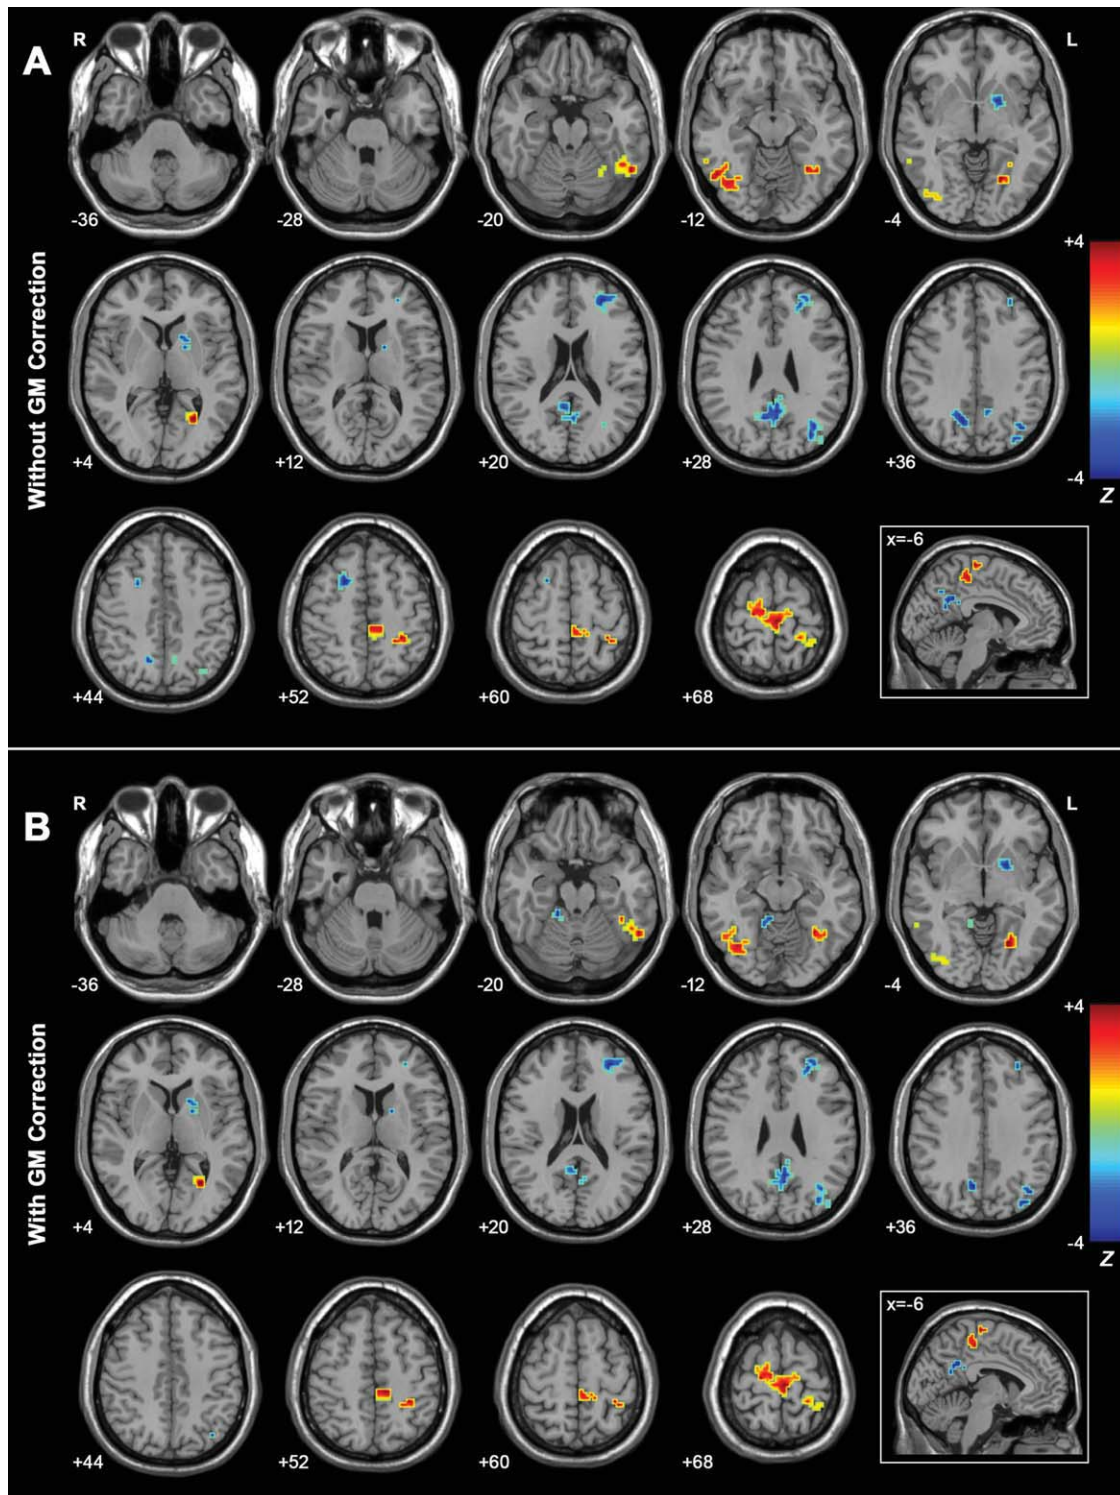 A
R
L
-36
-28
-20
-12
-4
Without GM Correction
+4
+4
+12
+20
+28
+36
-4
Z
x=-6
+44
+52
+60
+68
B
R
L
-36
-28
-20
-12
-4
With GM Correction
+4
+4
+12
+20
+28
+36
-4
Z
x=-6
+44
+52
+60
+68